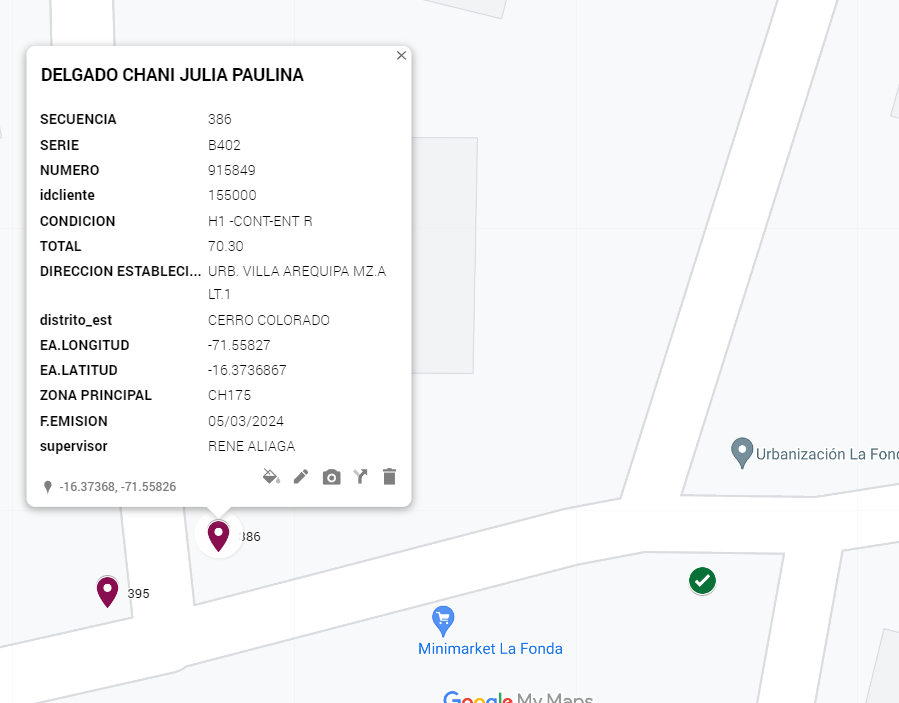 DELGADO CHANI JULIA PAULINA
SECUENCIA 386
SERIE B402
NUMERO 915849
idcliente 155000
CONDICION H1 -CONT-ENT R
TOTAL 70.30
DIRECCION ESTABLECI... URB. VILLA AREQUIPA MZ.A
LT.1
distrito_est CERRO COLORADO
EA.LONGITUD -71.55827
EA.LATITUD -16.3736867
ZONA PRINCIPAL CH175
F.EMISION 05/03/2024
supervisor RENE ALIAGA
-16.37368, -71.55826
Urbanización La Fond
386
395
Minimarket La Fonda
Google My Maps